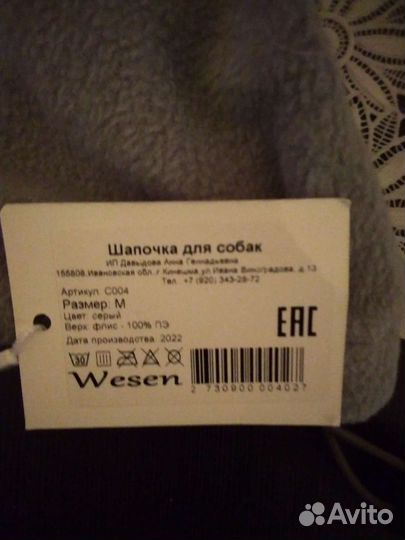 Шапочка для собак
ИП Давыдова Анна Геннадьевна
155808,Ивановская обл.,г Кинешма,ул Ивана Виноградова, д.13
Тел. +7 (920) 343-28-72
Артикул: С004
Размер: М
Цвет: серый
Верх: флис - 100% ПЭ
Дата производства: 2022
EAC
30
Wesen
2 730900 004027
Avito